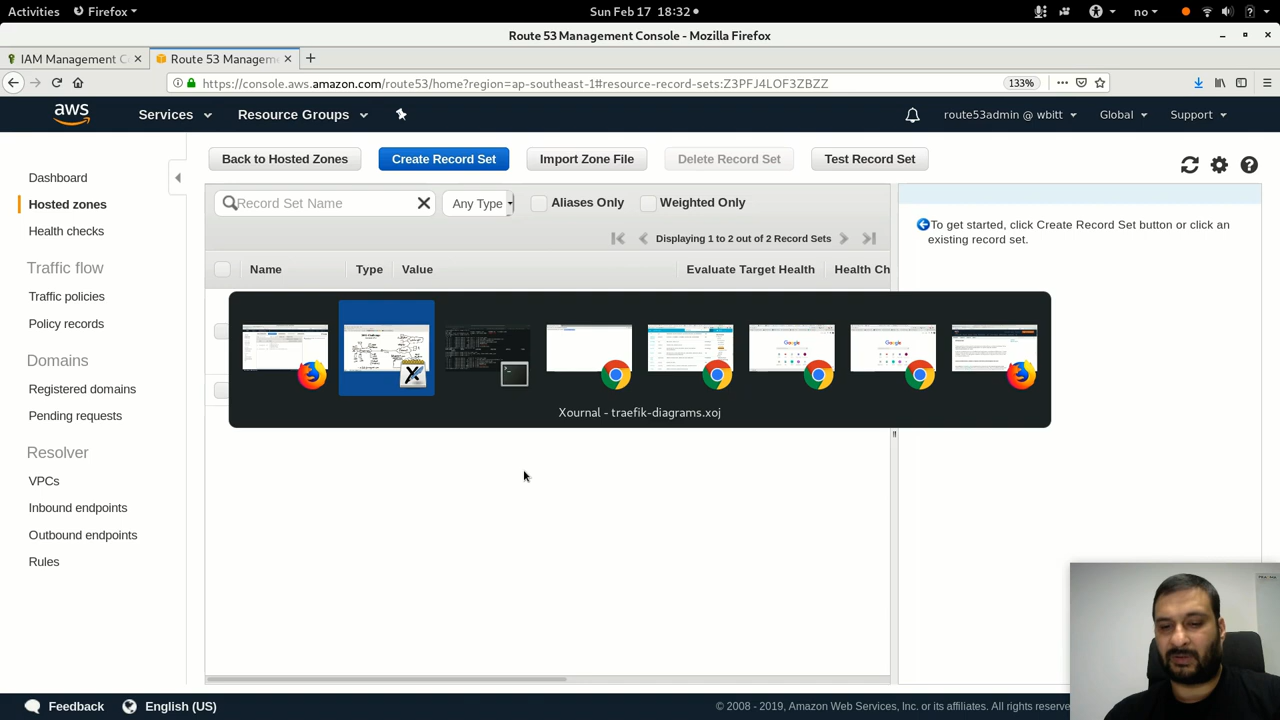 Activities
Firefox
Sun Feb 17 18:32
no
Route 53 Management Console - Mozilla Firefox
IAM Management C
Route 53 Managem
https://console.aws.amazon.com/route53/home?region=ap-southeast-1#resource-record-sets:Z3PFJ4LOF3ZBZZ
133%
aws
Services
Resource Groups
route53admin @ wbitt
Global
Support
Dashboard
Hosted zones
Health checks
Traffic flow
Traffic policies
Policy records
Domains
Registered domains
Pending requests
Resolver
VPCs
Inbound endpoints
Outbound endpoints
Rules
Back to Hosted Zones
Create Record Set
Import Zone File
Delete Record Set
Test Record Set
Record Set Name
Any Type
Aliases Only
Weighted Only
Displaying 1 to 2 out of 2 Record Sets
Name
Type
Value
Evaluate Target Health
Health Ch
To get started, click Create Record Set button or click an
existing record set.
Xournal - traefik-diagrams.xoj
Feedback
English (US)
© 2008 - 2019, Amazon Web Services, Inc. or its affiliates. All rights reserve